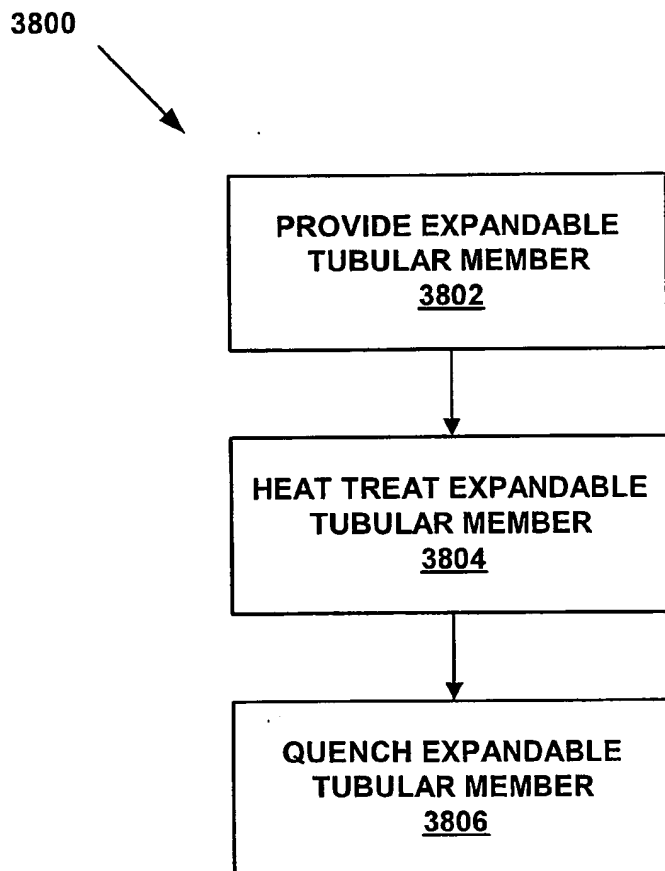 3800
PROVIDE EXPANDABLE
TUBULAR MEMBER
3802
HEAT TREAT EXPANDABLE
TUBULAR MEMBER
3804
QUENCH EXPANDABLE
TUBULAR MEMBER
3806